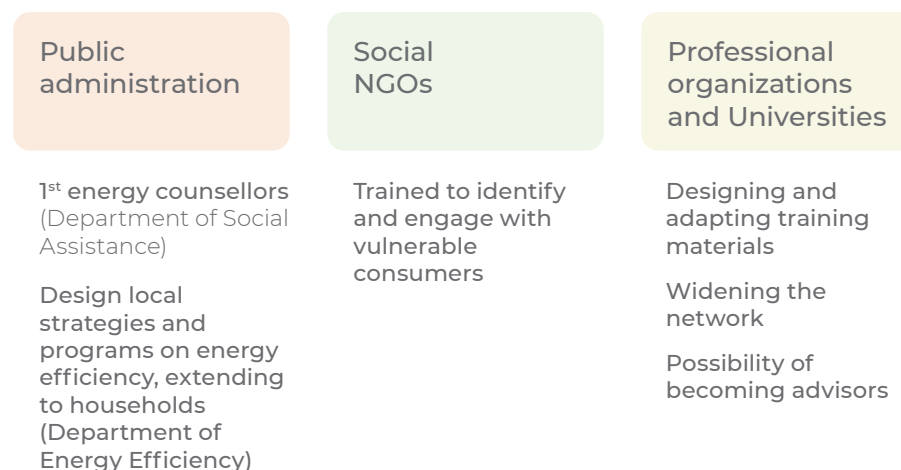 Public
administration
1st energy counsellors
(Department of Social
Assistance)
Design local
strategies and
programs on energy
efficiency, extending
to households
(Department of
Energy Efficiency)
Social
NGOs
Trained to identify
and engage with
vulnerable
consumers
Professional
organizations
and Universities
Designing and
adapting training
materials
Widening the
network
Possibility of
becoming advisors